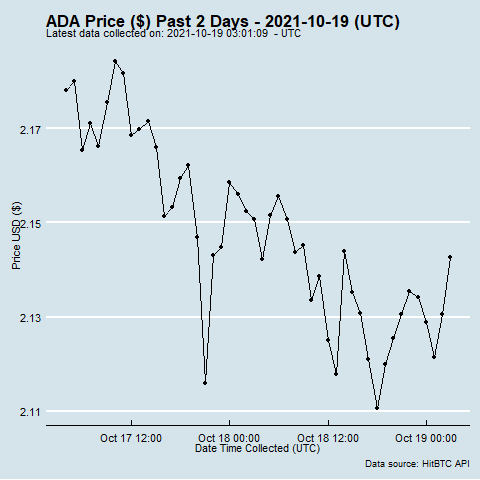 ADA Price ($) Past 2 Days - 2021-10-19 (UTC)
Latest data collected on: 2021-10-19 03:01:09 - UTC
2.17
2.15
2.13
2.11
Price USD ($)
Oct 17 12:00
Oct 18 00:00
Oct 18 12:00
Oct 19 00:00
Date Time Collected (UTC)
Data source: HitBTC API